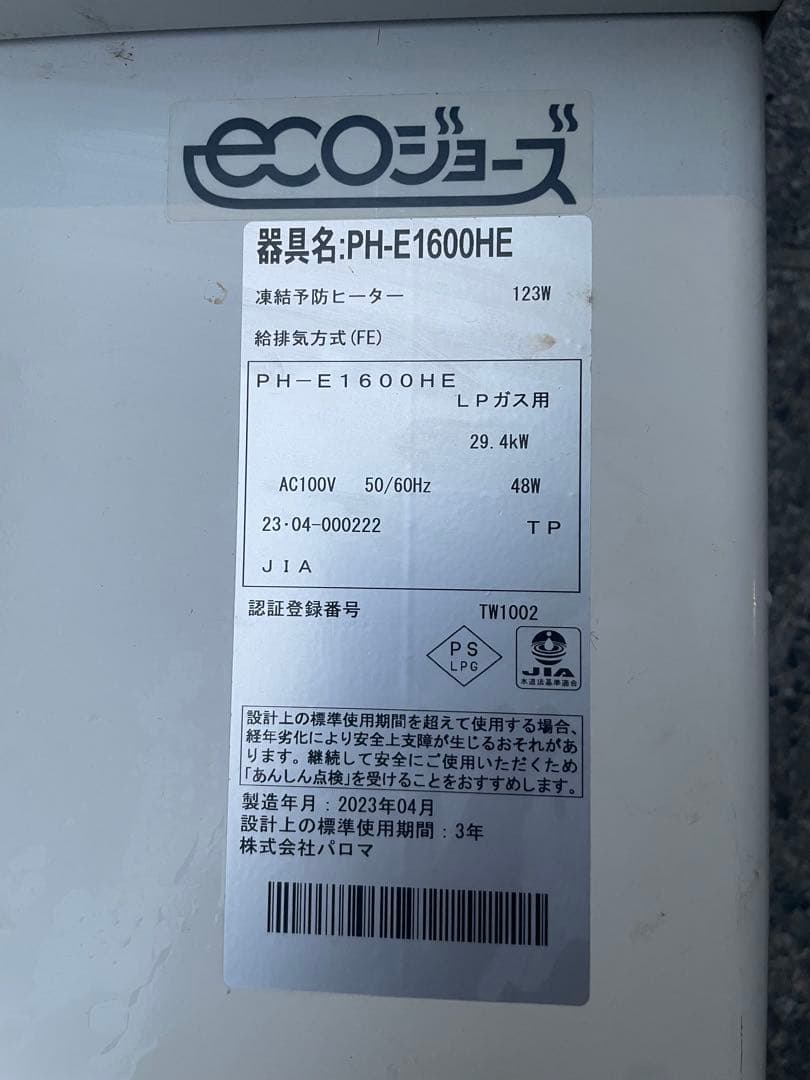 ecoジョーズ
器具名:PH-E1600HE
凍結予防ヒーター 123W
給排気方式(FE)
PH-E1600HE
LPガス用
29.4kW
AC100V 50/60Hz 48W
23・04-000222 TP
JIA
認証登録番号 TW1002
PS
LPG
JIA
水道法基準適合
設計上の標準使用期間を超えて使用する場合、
経年劣化により安全上支障が生じるおそれがあ
ります。継続して安全にご使用いただくため
「あんしん点検」を受けることをおすすめします。
製造年月：2023年04月
設計上の標準使用期間：3年
株式会社パロマ